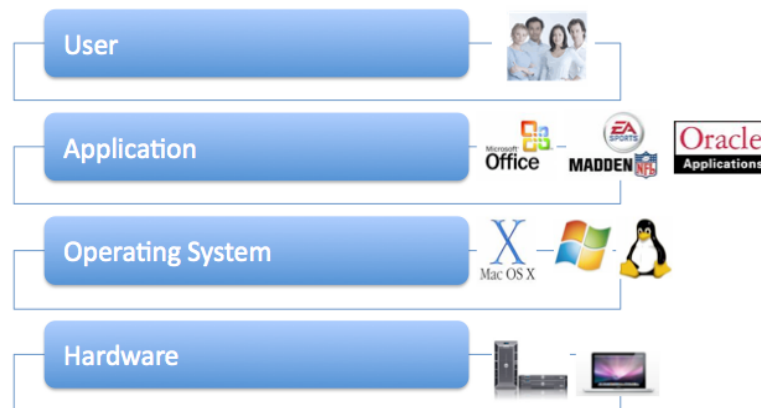 User
Application
Microsoft
Office
EA
SPORTS
MADDEN NFL
Oracle
Applications
Operating System
X
Mac OS X
Hardware